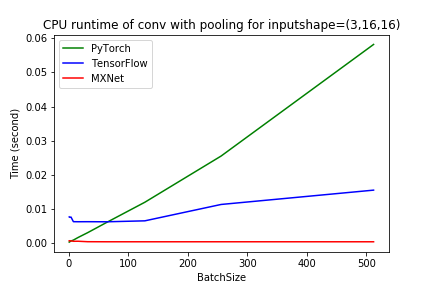 CPU runtime of conv with pooling for inputshape=(3,16,16)
PyTorch
TensorFlow
MXNet
Time (second)
0.06
0.05
0.04
0.03
0.02
0.01
0.00
0 100 200 300 400 500
BatchSize